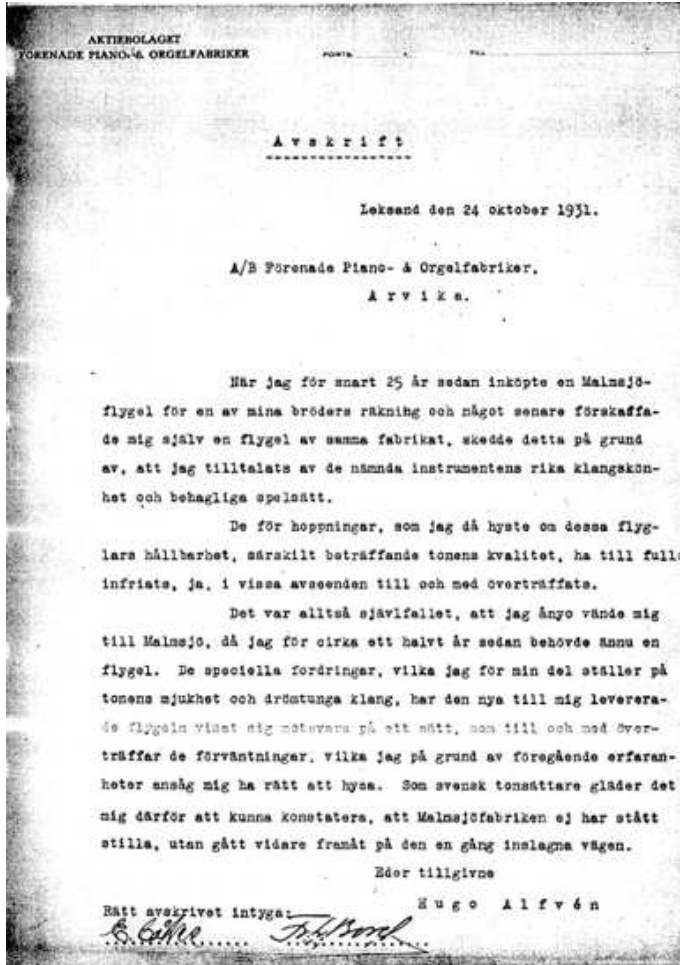 AKTIEBOLAGET
FÖRENADE PIANO- & ORGELFABRIKER
FORTS. TILL
Avskrift
Leksand den 24 oktober 1931.
A/B Förenade Piano- & Orgelfabriker,
Arvika.
När jag för snart 25 år sedan inköpte en Malmsjö-
flygel för en av mina bröders räkning och något senare förskaffa-
de mig själv en flygel av samma fabrikat, skedde detta på grund
av, att jag tilltalats av de nämnda instrumentens rika klangskön-
het och behagliga spelsätt.
De för hoppningar, som jag då hyste om dessa flyg-
lars hållbarhet, särskilt beträffande tonens kvalitet, ha till fullo
infriats, ja, i vissa avseenden till och med överträffats.
Det var alltså sjävlfallet, att jag ånyo vände mig
till Malmsjö, då jag för cirka ett halvt år sedan behövde ännu en
flygel. De speciella fordringar, vilka jag för min del ställer på
tonens mjukhet och drömtunga klang, har den nya till mig leverera-
de flygeln visat sig motsvara på ett sätt, som till och med över-
träffar de förväntningar, vilka jag på grund av föregående erfaran-
heter ansåg mig ha rätt att hysa. Som svensk tonsättare gläder det
mig därför att kunna konstatera, att Malmsjöfabriken ej har stått
stilla, utan gått vidare framåt på den en gång inslagna vägen.
Eder tillgivne
Hugo Alfvén
Rätt avskrivet intyga: